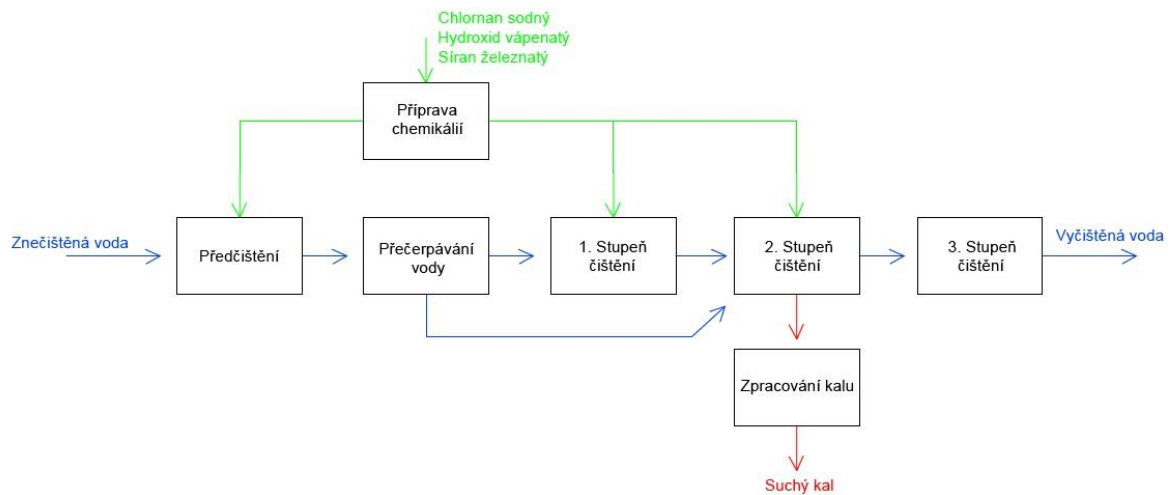 Chlornan sodný
Hydroxid vápenatý
Síran železnatý
Příprava
chemikálií
Znečištěná voda
Předčištění
Přečerpávání
vody
1. Stupeň
čištění
2. Stupeň
čištění
3. Stupeň
čištění
Vyčištěná voda
Zpracování kalu
Suchý kal